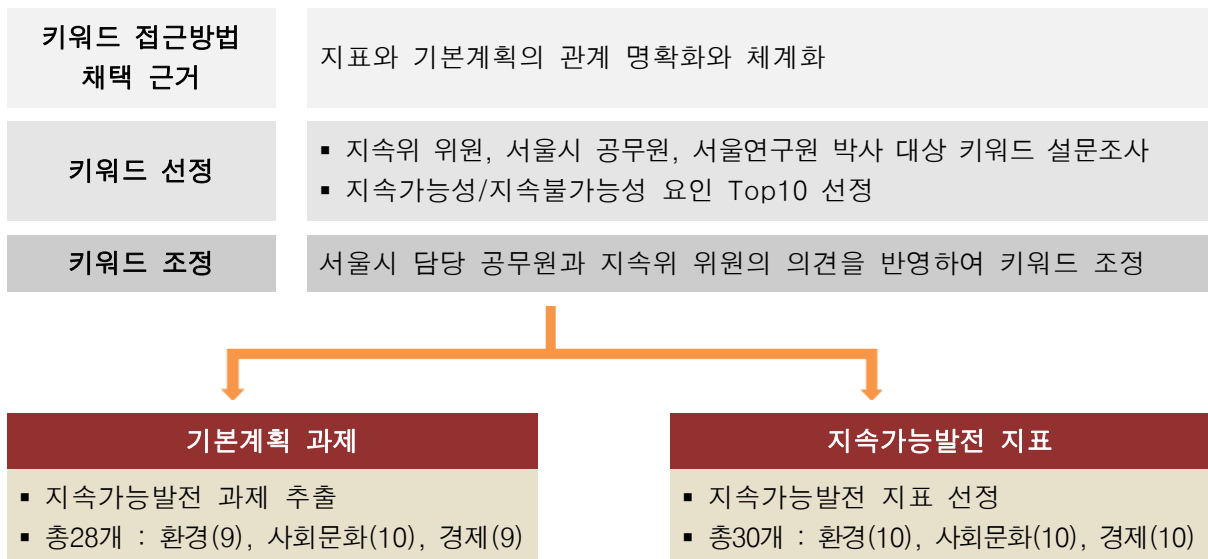 키워드 접근방법
채택 근거
지표와 기본계획의 관계 명확화와 체계화
키워드 선정
▪ 지속위 위원, 서울시 공무원, 서울연구원 박사 대상 키워드 설문조사
▪ 지속가능성/지속불가능성 요인 Top10 선정
키워드 조정
서울시 담당 공무원과 지속위 위원의 의견을 반영하여 키워드 조정
기본계획 과제
▪ 지속가능발전 과제 추출
▪ 총28개 : 환경(9), 사회문화(10), 경제(9)
지속가능발전 지표
▪ 지속가능발전 지표 선정
▪ 총30개 : 환경(10), 사회문화(10), 경제(10)